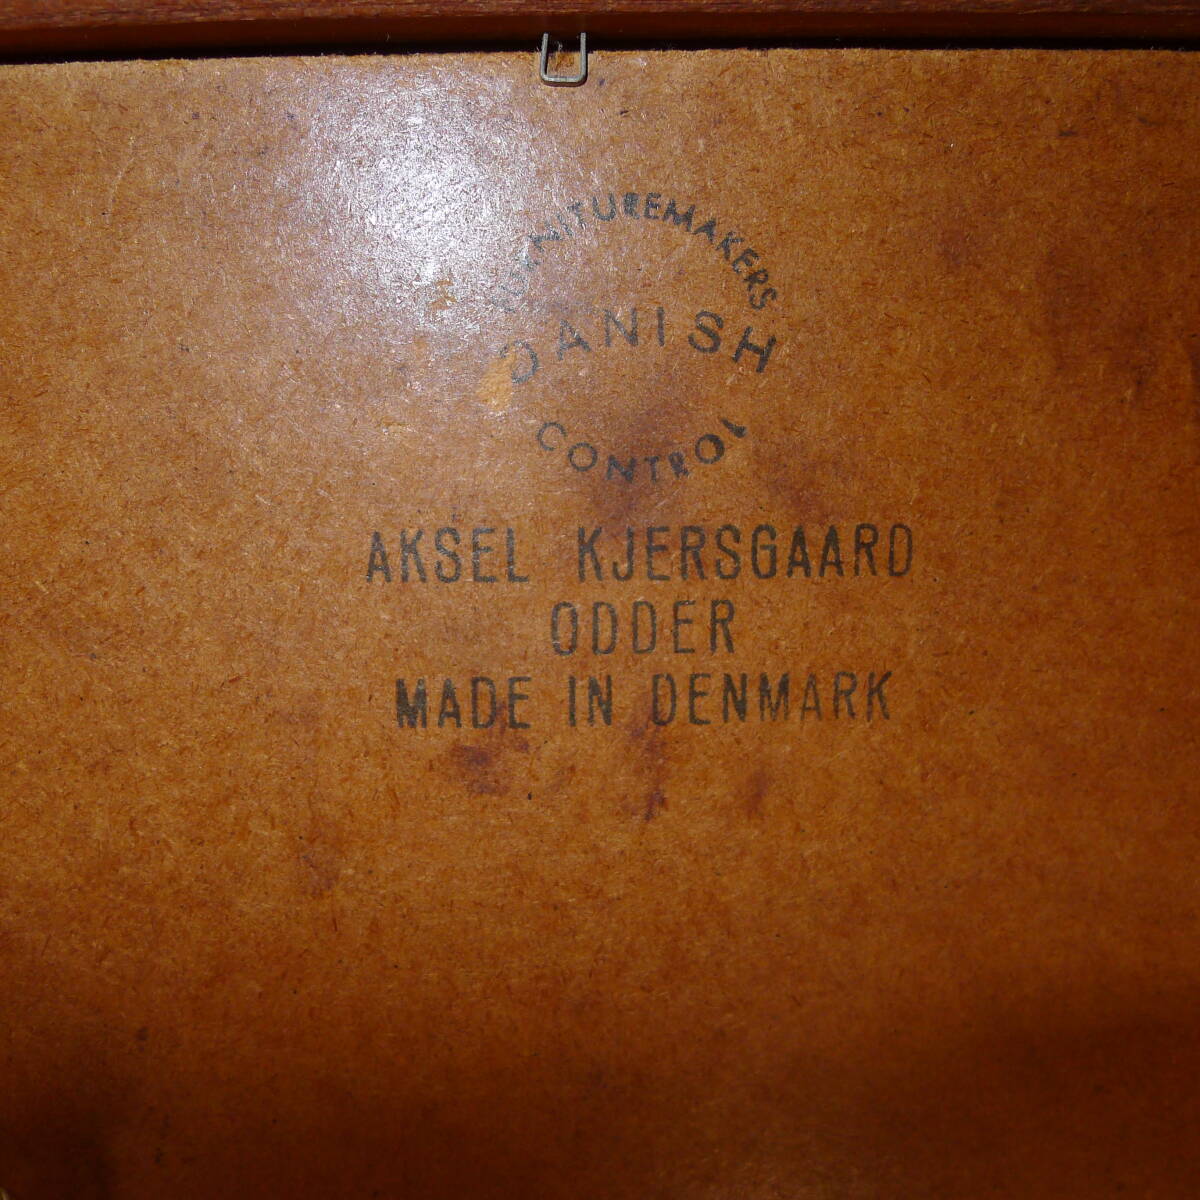 FURNITUREMAKERS
DANISH
CONTROL
AKSEL KJERSGAARD
ODDER
MADE IN DENMARK